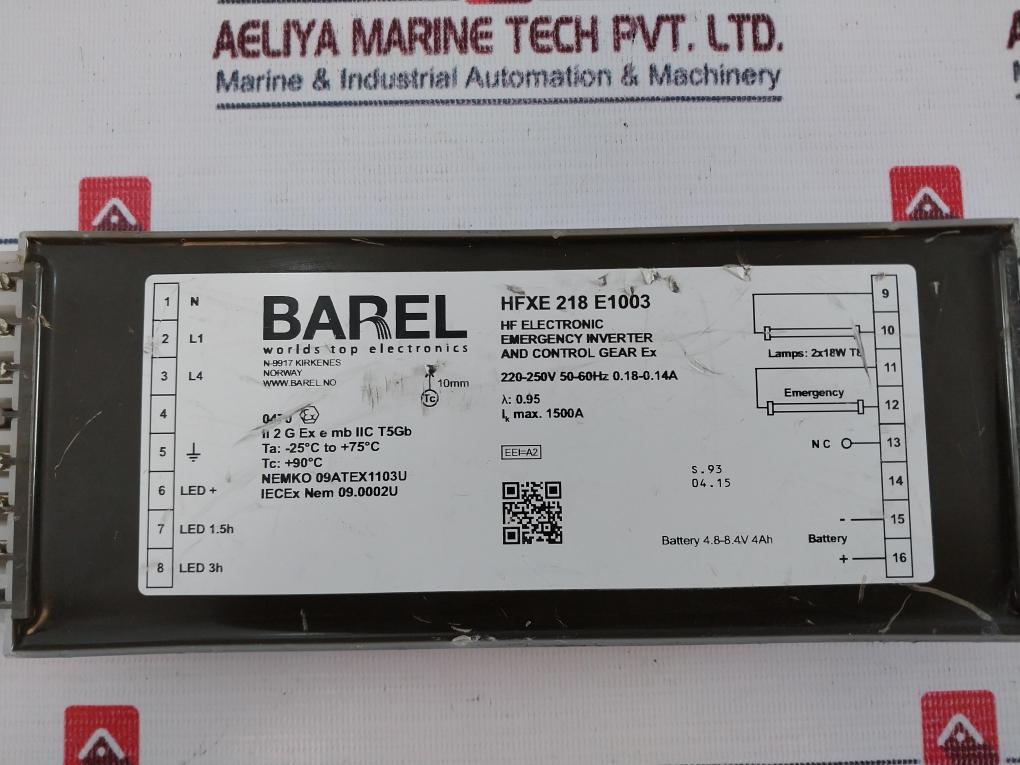 AELIYA MARINE TECH PVT. LTD.
Marine & Industrial Automation & Machinery
1 N
2 L1
3 L4
4
5
6 LED +
7 LED 1.5h
8 LED 3h
BAREL
worlds top electronics
N-9917 KIRKENES
NORWAY
WWW.BAREL.NO
10mm
Tc
Ex
II 2 G Ex e mb IIC T5Gb
Ta: -25°C to +75°C
Tc: +90°C
NEMKO 09ATEX1103U
IECEx Nem 09.0002U
HFXE 218 E1003
HF ELECTRONIC
EMERGENCY INVERTER
AND CONTROL GEAR Ex
220-250V 50-60Hz 0.18-0.14A
λ: 0.95
Ik max. 1500A
EEI=A2
S.93
04.15
Battery 4.8-8.4V 4Ah
9
10
Lamps: 2x18W T8
11
Emergency
12
NC 13
14
- 15
Battery
+ 16